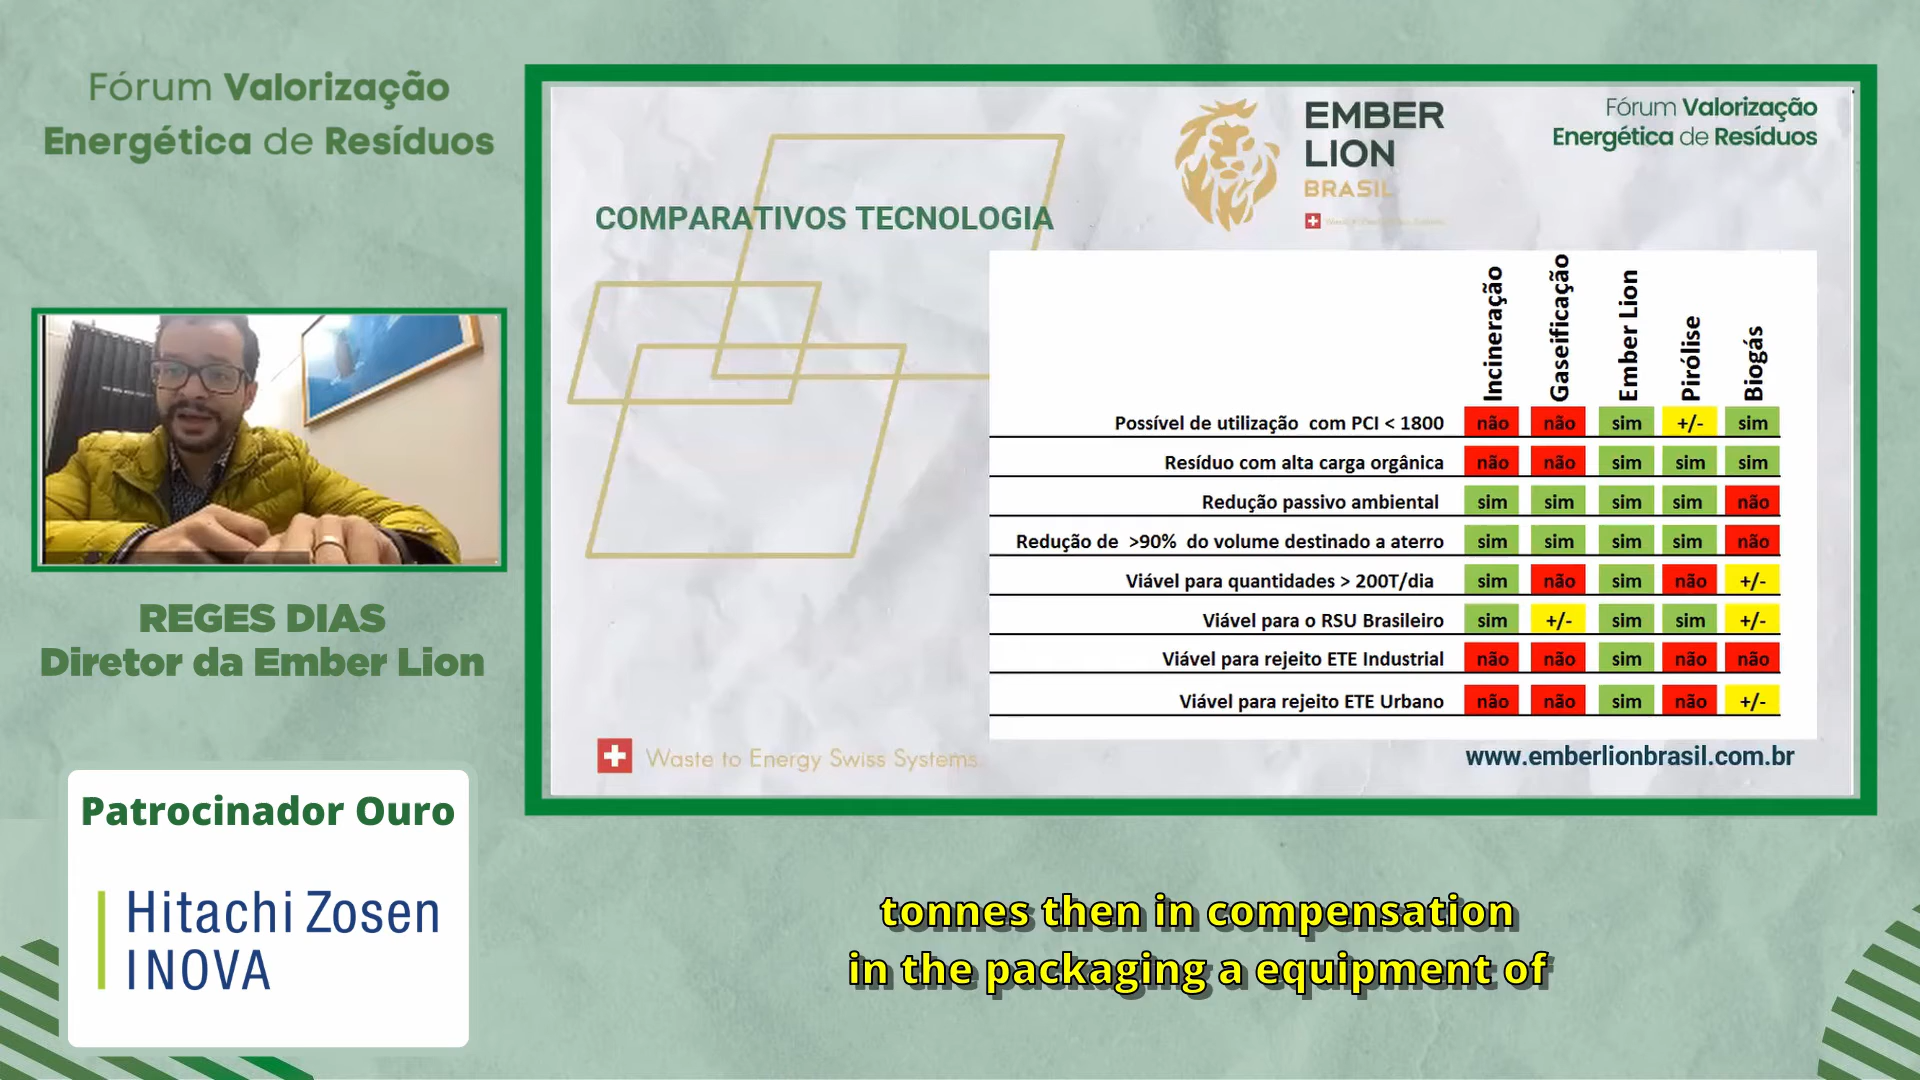 Fórum Valorização
Energética de Resíduos
REGES DIAS
Diretor da Ember Lion
Patrocinador Ouro
Hitachi Zosen
INOVA
EMBER
LION
BRASIL
Fórum Valorização
Energética de Resíduos
COMPARATIVOS TECNOLOGIA
Incineração Gaseificação Ember Lion Pirólise Biogás
Possível de utilização com PCI < 1800 não não sim +/- sim
Resíduo com alta carga orgânica não não sim sim sim
Redução passivo ambiental sim sim sim sim não
Redução de >90% do volume destinado a aterro sim sim sim sim não
Viável para quantidades > 200T/dia sim não sim não +/-
Viável para o RSU Brasileiro sim +/- sim sim +/-
Viável para rejeito ETE Industrial não não sim não não
Viável para rejeito ETE Urbano não não sim não +/-
Waste to Energy Swiss Systems
www.emberlionbrasil.com.br
tonnes then in compensation
in the packaging a equipment of